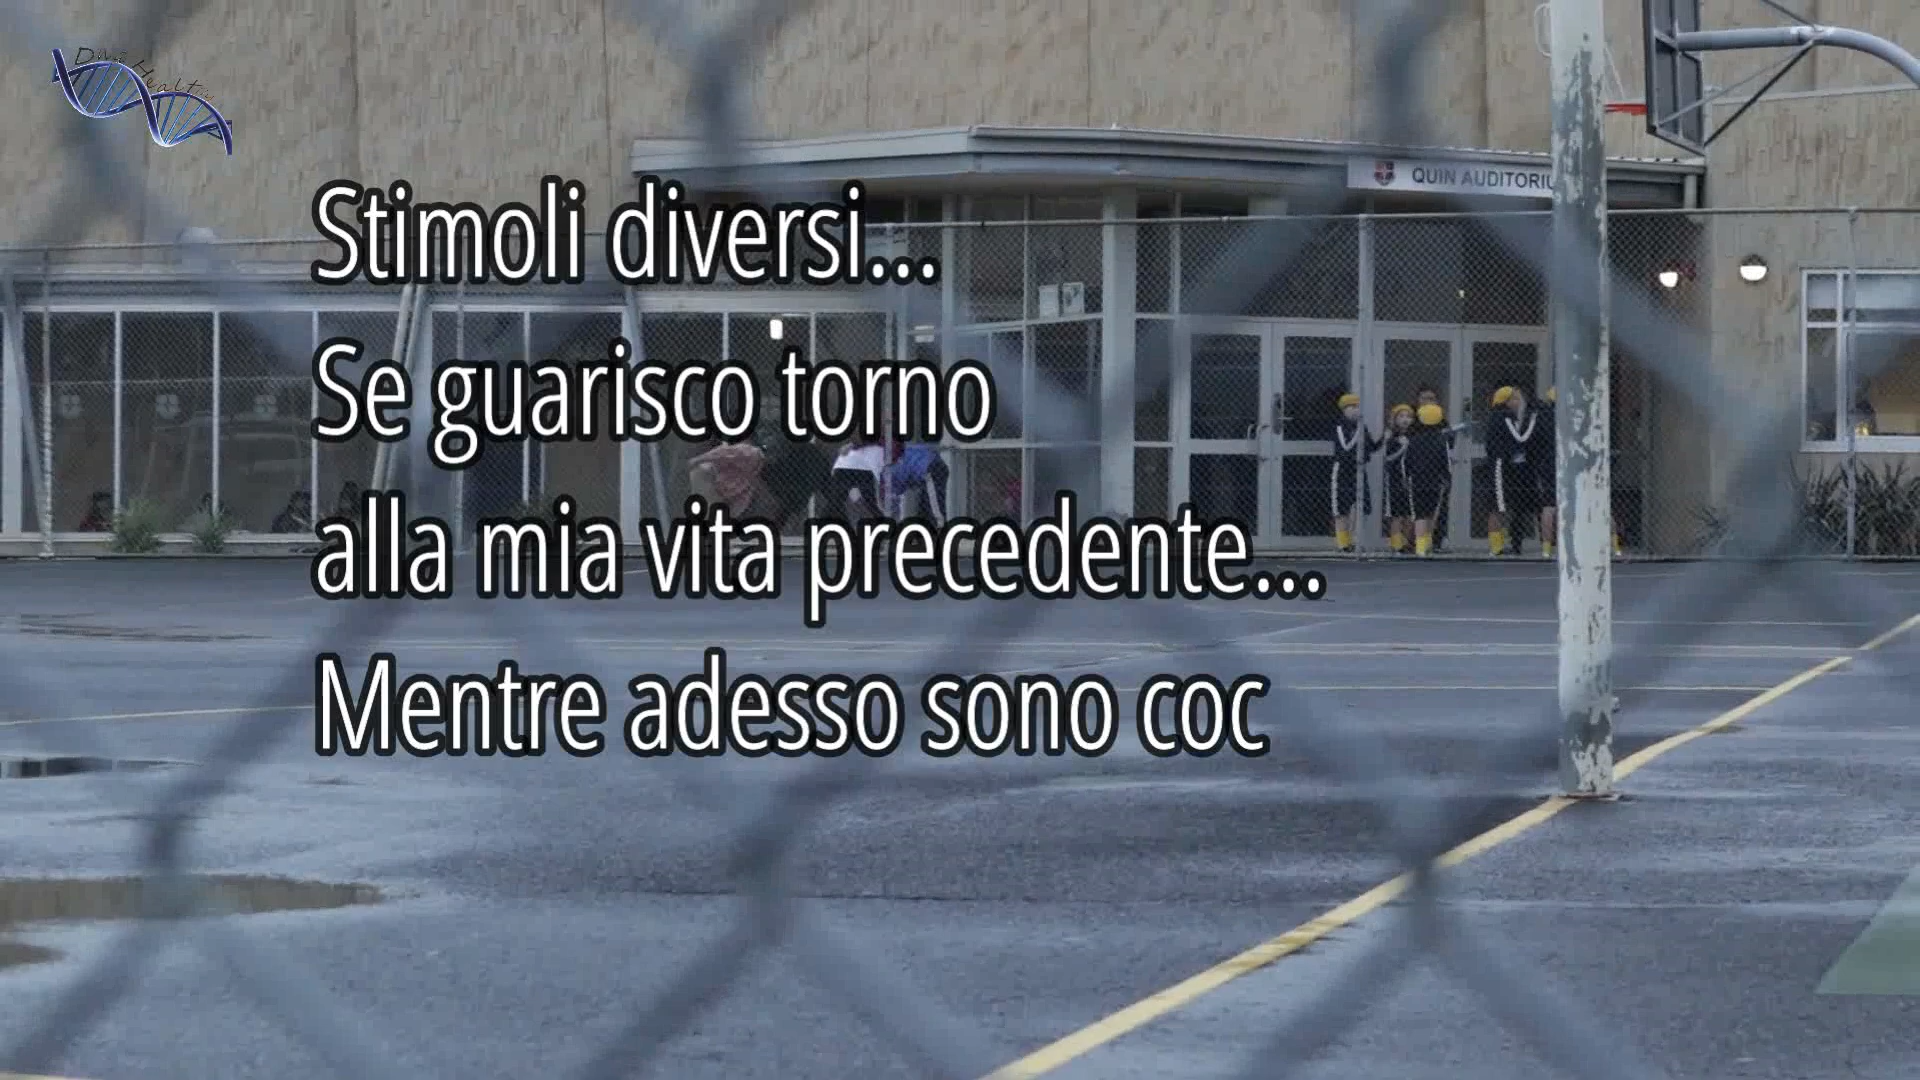 Stimoli diversi...
Se guarisco torno
alla mia vita precedente...
Mentre adesso sono coc
QUIN AUDITORIU